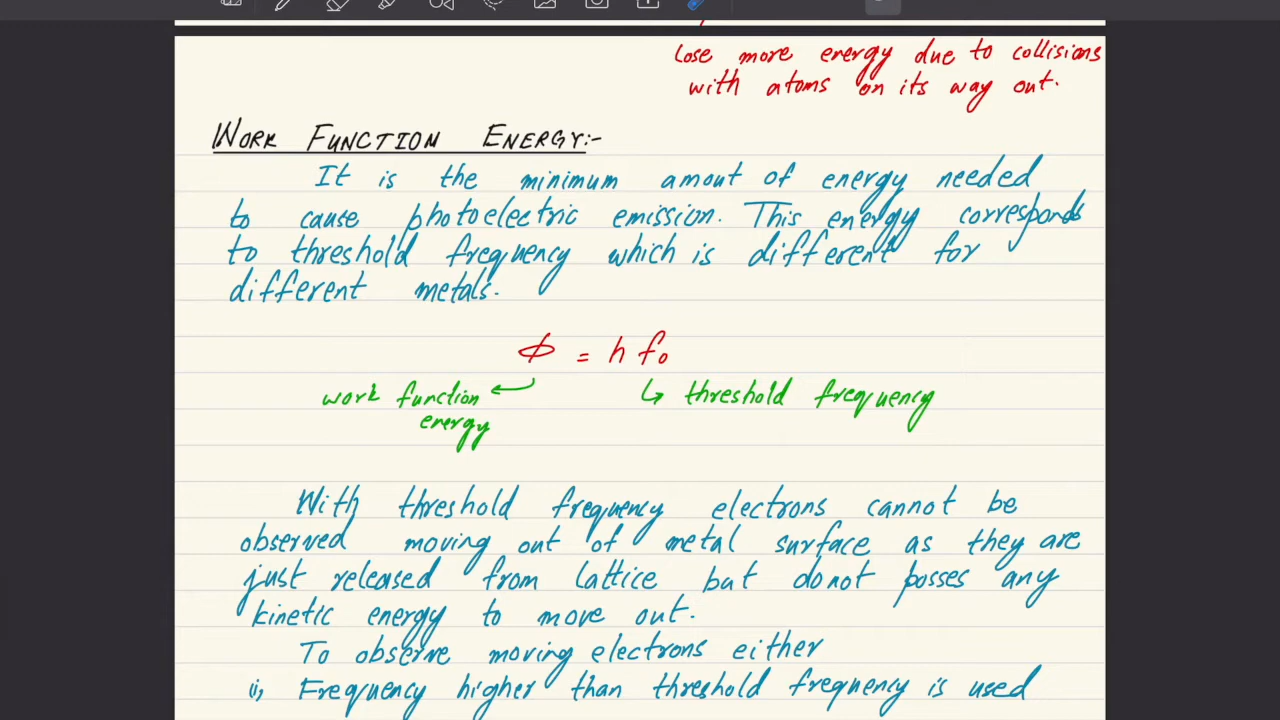 Lose more energy due to collisions
with atoms on its way out.
WORK FUNCTION ENERGY:-
It is the minimum amout of energy needed
to cause photoelectric emission. This energy corresponds
to threshold frequency which is different for
different metals.
ϕ = h f₀
work function ↳ threshold frequency
energy
With threshold frequency electrons cannot be
observed moving out of metal surface as they are
just released from lattice but donot posses any
kinetic energy to move out.
To observe moving electrons either
i, Frequency higher than threshold frequency is used